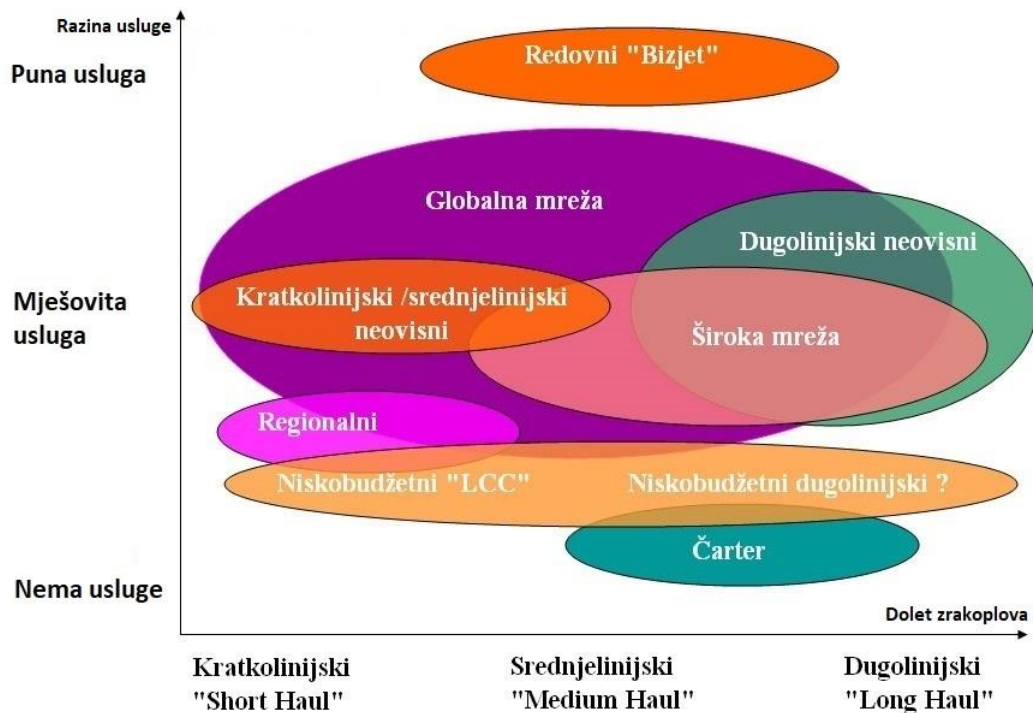 Razina usluge
Puna usluga
Redovni "Bizjet"
Globalna mreža
Dugolinijski neovisni
Mješovita
usluga
Kratkolinijski /srednjelinijski
neovisni
Široka mreža
Regionalni
Niskobudžetni "LCC"
Niskobudžetni dugolinijski ?
Čarter
Nema usluge
Dolet zrakoplova
Kratkolinijski
"Short Haul"
Srednjelinijski
"Medium Haul"
Dugolinijski
"Long Haul"